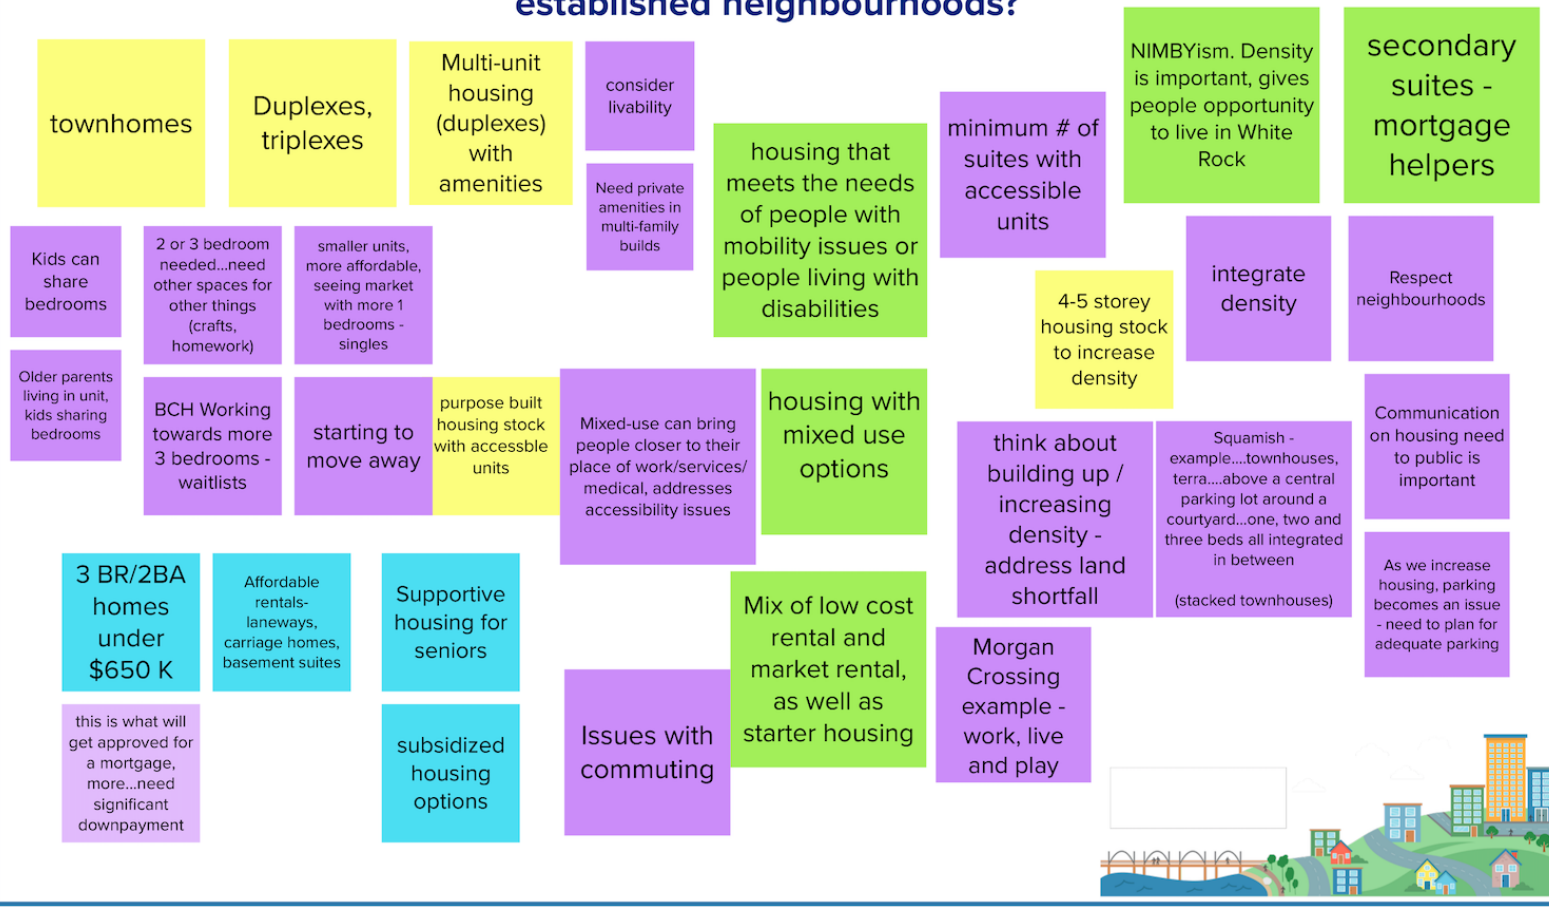 established neighbourhoods?
townhomes
Duplexes,
triplexes
Multi-unit
housing
(duplexes)
with
amenities
consider
livability
Need private
amenities in
multi-family
builds
housing that
meets the needs
of people with
mobility issues or
people living with
disabilities
minimum # of
suites with
accessible
units
NIMBYism. Density
is important, gives
people opportunity
to live in White
Rock
secondary
suites -
mortgage
helpers
Kids can
share
bedrooms
2 or 3 bedroom
needed...need
other spaces for
other things
(crafts,
homework)
smaller units,
more affordable,
seeing market
with more 1
bedrooms -
singles
4-5 storey
housing stock
to increase
density
integrate
density
Respect
neighbourhoods
Older parents
living in unit,
kids sharing
bedrooms
BCH Working
towards more
3 bedrooms -
waitlists
starting to
move away
purpose built
housing stock
with accessble
units
Mixed-use can bring
people closer to their
place of work/services/
medical, addresses
accessibility issues
housing with
mixed use
options
think about
building up /
increasing
density -
address land
shortfall
Squamish -
example....townhouses,
terra....above a central
parking lot around a
courtyard...one, two and
three beds all integrated
in between
(stacked townhouses)
Communication
on housing need
to public is
important
As we increase
housing, parking
becomes an issue
- need to plan for
adequate parking
3 BR/2BA
homes
under
$650 K
Affordable
rentals-
laneways,
carriage homes,
basement suites
Supportive
housing for
seniors
Mix of low cost
rental and
market rental,
as well as
starter housing
Morgan
Crossing
example -
work, live
and play
this is what will
get approved for
a mortgage,
more...need
significant
downpayment
subsidized
housing
options
Issues with
commuting